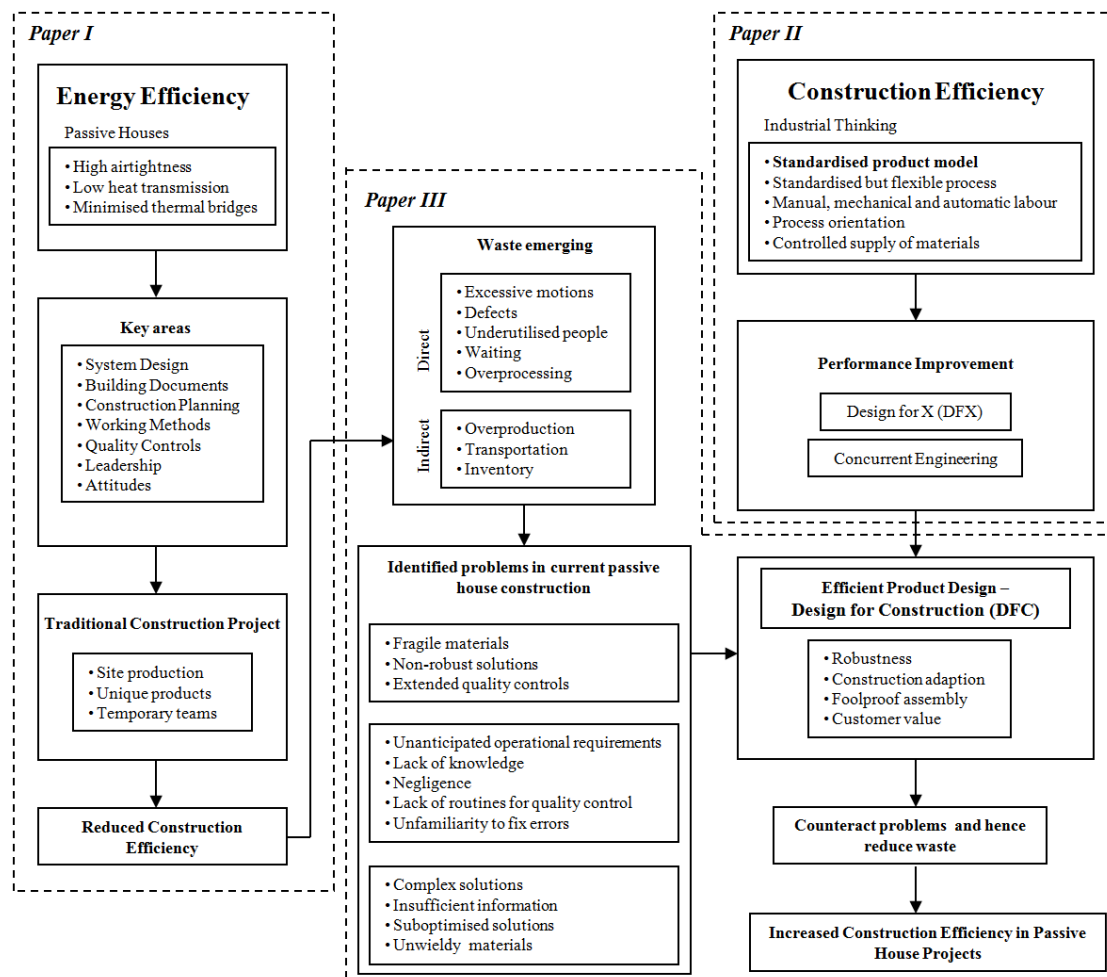 Paper I
Energy Efficiency
Passive Houses
• High airtightness
• Low heat transmission
• Minimised thermal bridges
Key areas
• System Design
• Building Documents
• Construction Planning
• Working Methods
• Quality Controls
• Leadership
• Attitudes
Traditional Construction Project
• Site production
• Unique products
• Temporary teams
Reduced Construction
Efficiency
Paper III
Waste emerging
Direct
• Excessive motions
• Defects
• Underutilised people
• Waiting
• Overprocessing
Indirect
• Overproduction
• Transportation
• Inventory
Identified problems in current passive
house construction
• Fragile materials
• Non-robust solutions
• Extended quality controls
• Unanticipated operational requirements
• Lack of knowledge
• Negligence
• Lack of routines for quality control
• Unfamiliarity to fix errors
• Complex solutions
• Insufficient information
• Suboptimised solutions
• Unwieldy materials
Paper II
Construction Efficiency
Industrial Thinking
• Standardised product model
• Standardised but flexible process
• Manual, mechanical and automatic labour
• Process orientation
• Controlled supply of materials
Performance Improvement
Design for X (DFX)
Concurrent Engineering
Efficient Product Design –
Design for Construction (DFC)
• Robustness
• Construction adaption
• Foolproof assembly
• Customer value
Counteract problems and hence
reduce waste
Increased Construction Efficiency in Passive
House Projects